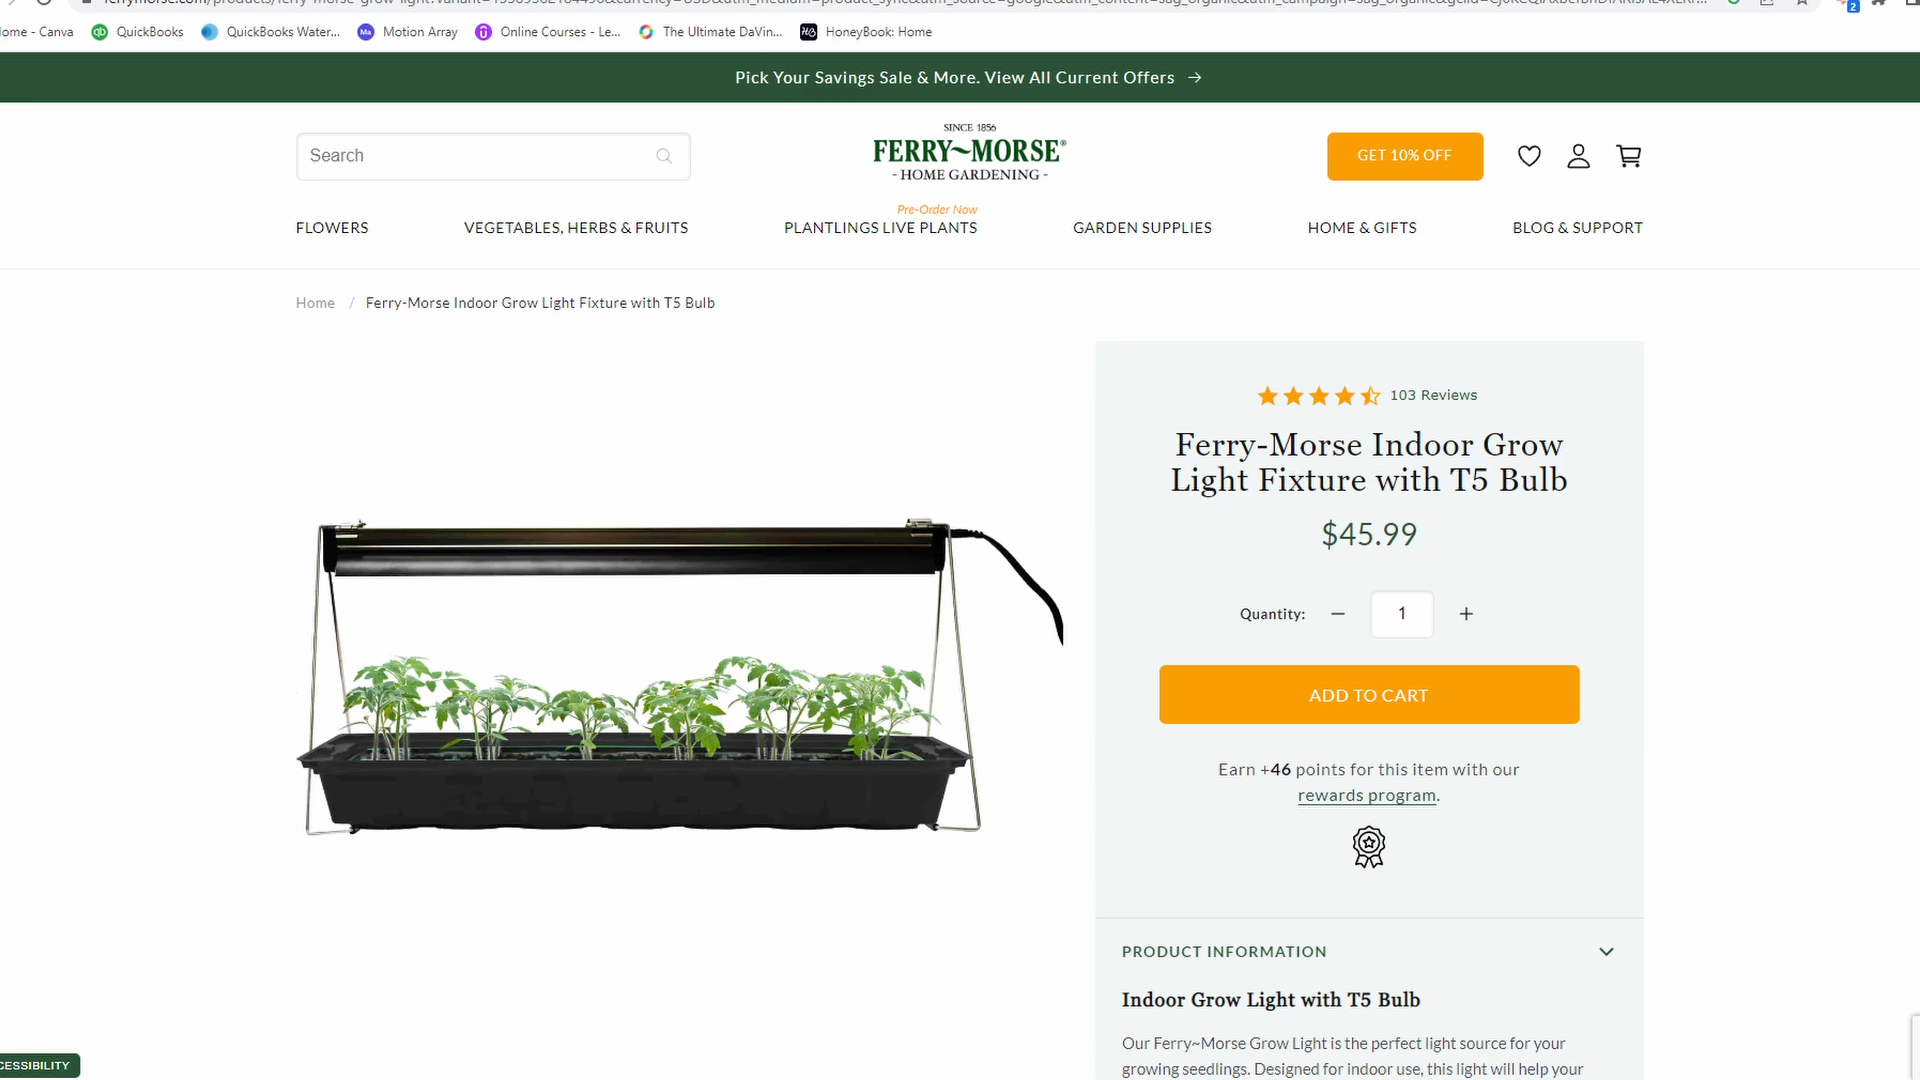 ome - Canva QuickBooks QuickBooks Water... Motion Array Online Courses - Le... The Ultimate DaVin... HoneyBook: Home
2
Pick Your Savings Sale & More. View All Current Offers →
Search
SINCE 1856
FERRY~MORSE®
- HOME GARDENING -
GET 10% OFF
Pre-Order Now
FLOWERS VEGETABLES, HERBS & FRUITS PLANTLINGS LIVE PLANTS GARDEN SUPPLIES HOME & GIFTS BLOG & SUPPORT
Home / Ferry-Morse Indoor Grow Light Fixture with T5 Bulb
103 Reviews
Ferry-Morse Indoor Grow
Light Fixture with T5 Bulb
$45.99
Quantity: − 1 +
ADD TO CART
Earn +46 points for this item with our
rewards program.
PRODUCT INFORMATION
Indoor Grow Light with T5 Bulb
Our Ferry~Morse Grow Light is the perfect light source for your
growing seedlings. Designed for indoor use, this light will help your
CESSIBILITY